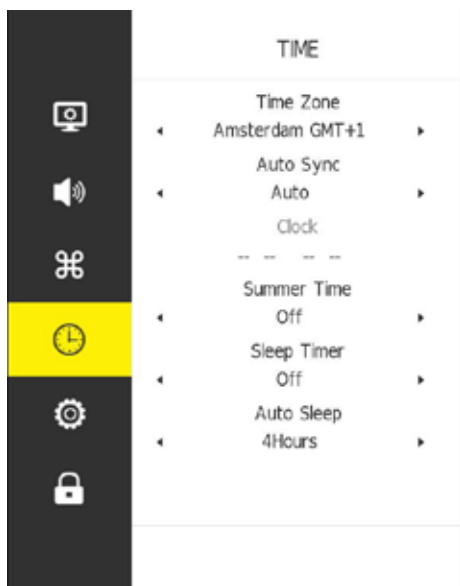 TIME
Time Zone
Amsterdam GMT+1
Auto Sync
Auto
Clock
-- -- -- --
Summer Time
Off
Sleep Timer
Off
Auto Sleep
4Hours